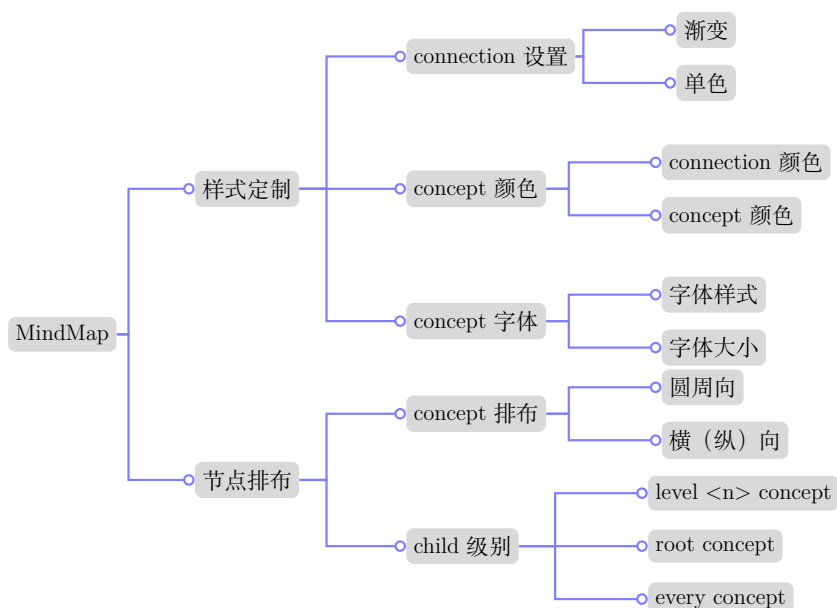 MindMap
样式定制
connection 设置
渐变
单色
concept 颜色
connection 颜色
concept 颜色
concept 字体
字体样式
字体大小
节点排布
concept 排布
圆周向
横（纵）向
child 级别
level <n> concept
root concept
every concept